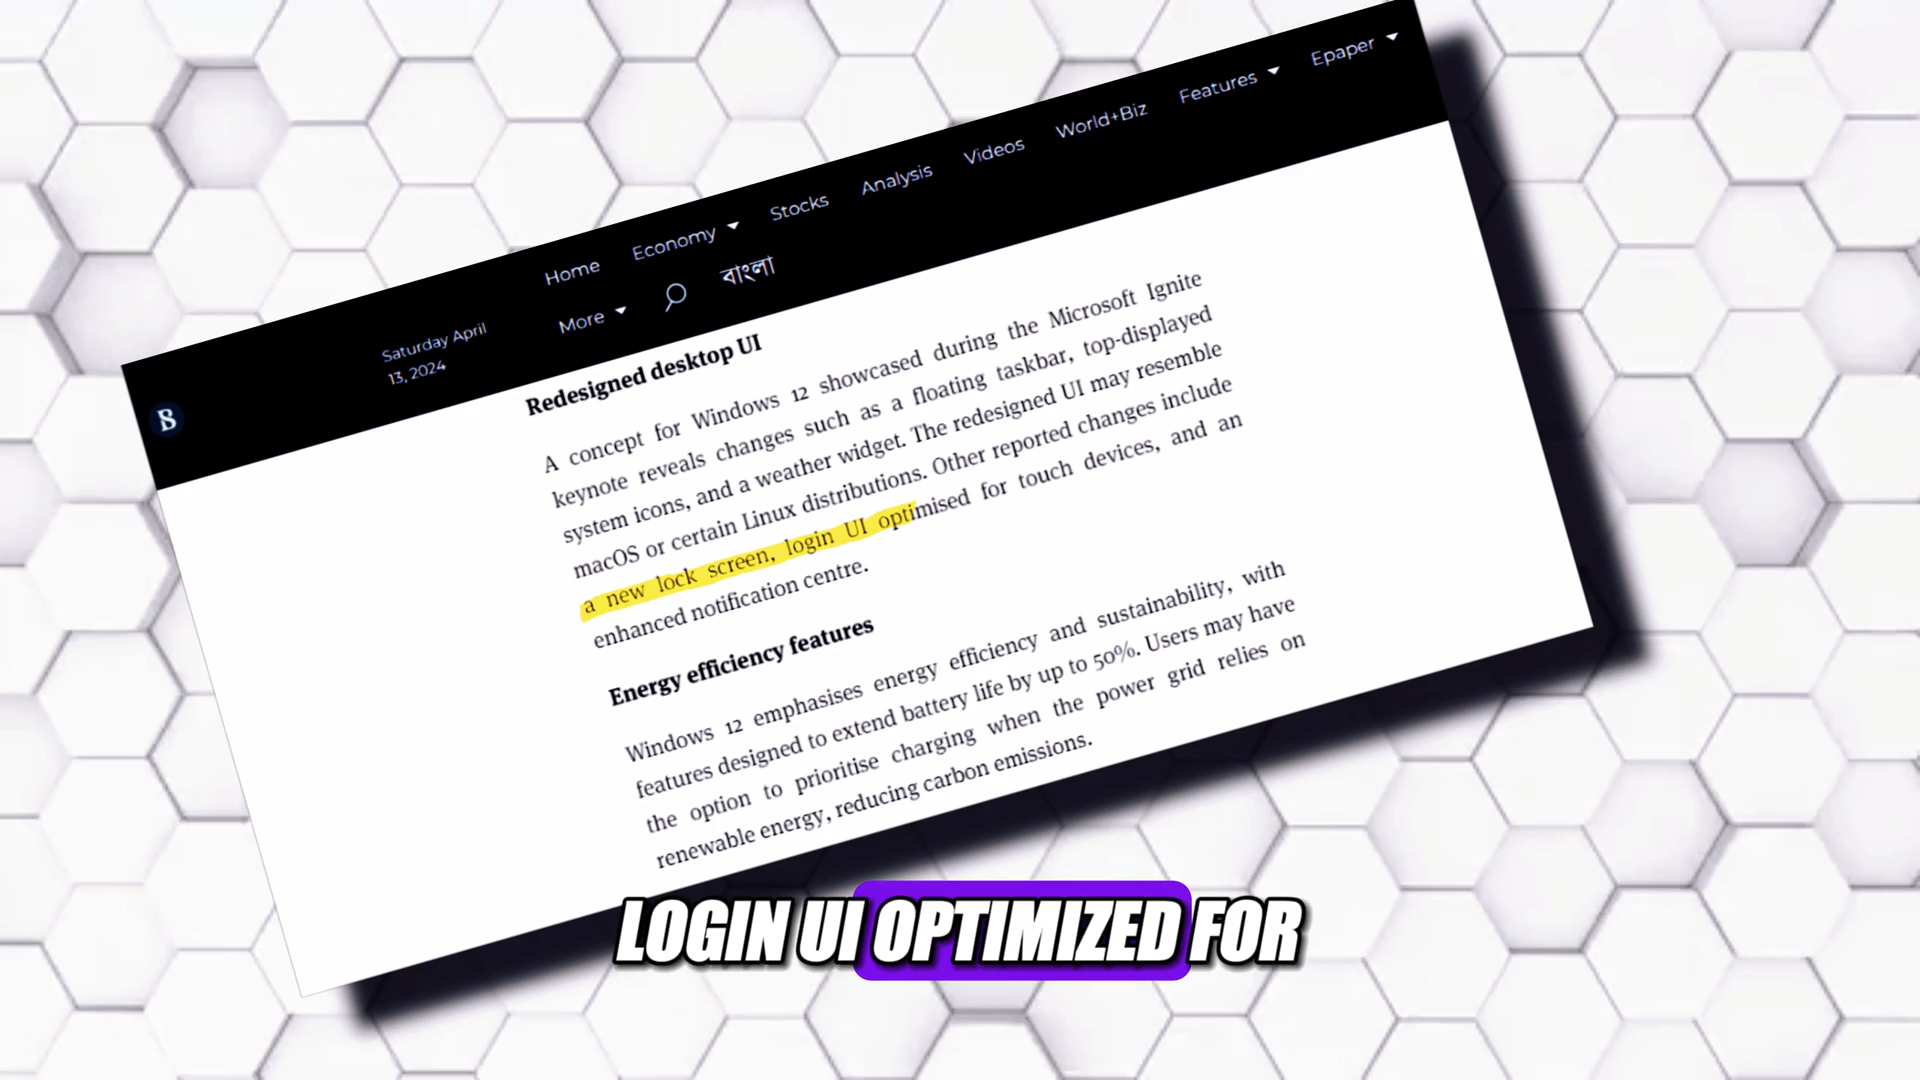 Home Economy Stocks Analysis Videos World+Biz Features Epaper
More বাংলা
Saturday April
13, 2024
B
Redesigned desktop UI
A concept for Windows 12 showcased during the Microsoft Ignite
keynote reveals changes such as a floating taskbar, top-displayed
system icons, and a weather widget. The redesigned UI may resemble
macOS or certain Linux distributions. Other reported changes include
a new lock screen, login UI optimised for touch devices, and an
enhanced notification centre.
Energy efficiency features
Windows 12 emphasises energy efficiency and sustainability, with
features designed to extend battery life by up to 50%. Users may have
the option to prioritise charging when the power grid relies on
renewable energy, reducing carbon emissions.
LOGIN UI OPTIMIZED FOR